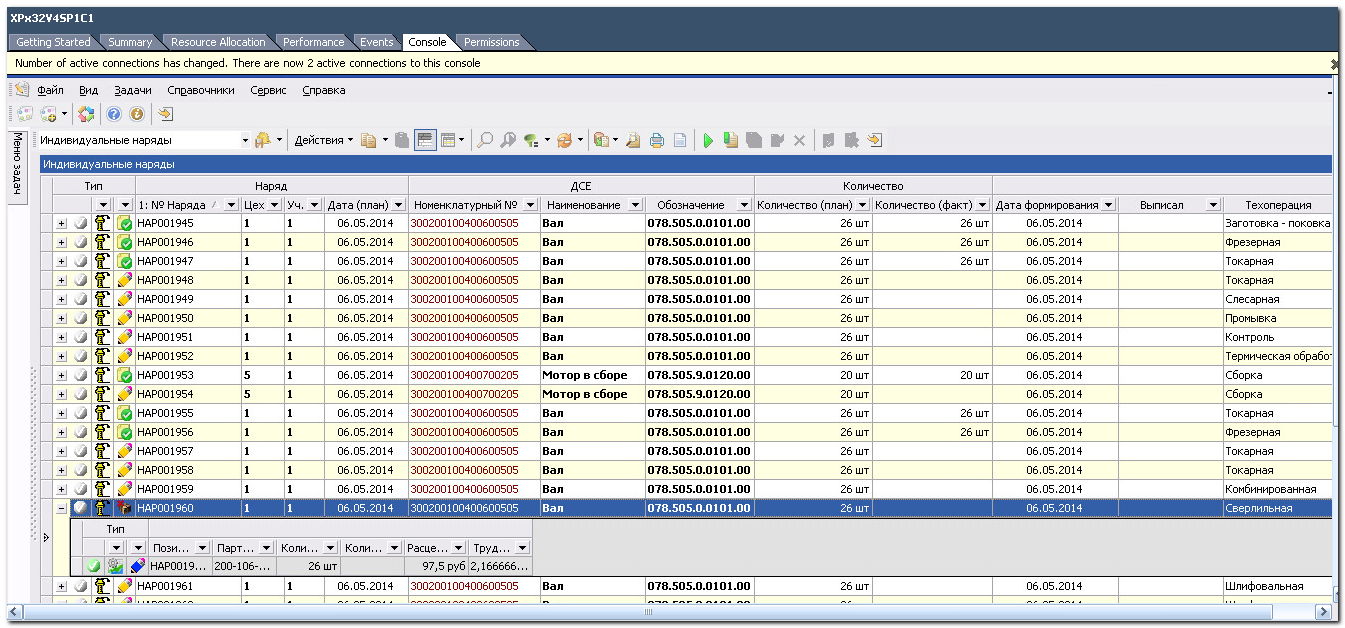 XPx32V4SP1C1
Getting Started Summary Resource Allocation Performance Events Console Permissions
Number of active connections has changed. There are now 2 active connections to this console
Файл Вид Задачи Справочники Сервис Справка
Меню задач
Индивидуальные наряды Действия
Индивидуальные наряды
Тип Наряд ДСЕ Количество
1: № Наряда Цех Уч. Дата (план) Номенклатурный № Наименование Обозначение Количество (план) Количество (факт) Дата формирования Выписал Техоперация
НАР001945 1 1 06.05.2014 300200100400600505 Вал 078.505.0.0101.00 26 шт 26 шт 06.05.2014 Заготовка - поковка
НАР001946 1 1 06.05.2014 300200100400600505 Вал 078.505.0.0101.00 26 шт 26 шт 06.05.2014 Фрезерная
НАР001947 1 1 06.05.2014 300200100400600505 Вал 078.505.0.0101.00 26 шт 26 шт 06.05.2014 Токарная
НАР001948 1 1 06.05.2014 300200100400600505 Вал 078.505.0.0101.00 26 шт 06.05.2014 Токарная
НАР001949 1 1 06.05.2014 300200100400600505 Вал 078.505.0.0101.00 26 шт 06.05.2014 Слесарная
НАР001950 1 1 06.05.2014 300200100400600505 Вал 078.505.0.0101.00 26 шт 06.05.2014 Промывка
НАР001951 1 1 06.05.2014 300200100400600505 Вал 078.505.0.0101.00 26 шт 06.05.2014 Контроль
НАР001952 1 1 06.05.2014 300200100400600505 Вал 078.505.0.0101.00 26 шт 06.05.2014 Термическая обработ
НАР001953 5 1 06.05.2014 300200100400700205 Мотор в сборе 078.505.9.0120.00 20 шт 20 шт 06.05.2014 Сборка
НАР001954 5 1 06.05.2014 300200100400700205 Мотор в сборе 078.505.9.0120.00 20 шт 06.05.2014 Сборка
НАР001955 1 1 06.05.2014 300200100400600505 Вал 078.505.0.0101.00 26 шт 26 шт 06.05.2014 Токарная
НАР001956 1 1 06.05.2014 300200100400600505 Вал 078.505.0.0101.00 26 шт 26 шт 06.05.2014 Фрезерная
НАР001957 1 1 06.05.2014 300200100400600505 Вал 078.505.0.0101.00 26 шт 06.05.2014 Токарная
НАР001958 1 1 06.05.2014 300200100400600505 Вал 078.505.0.0101.00 26 шт 06.05.2014 Токарная
НАР001959 1 1 06.05.2014 300200100400600505 Вал 078.505.0.0101.00 26 шт 06.05.2014 Комбинированная
НАР001960 1 1 06.05.2014 300200100400600505 Вал 078.505.0.0101.00 26 шт 06.05.2014 Сверлильная
Тип
Пози... Парт... Коли... Коли... Расце... Труд...
НАР0019... 200-106-... 26 шт 97,5 руб 2,166666...
НАР001961 1 1 06.05.2014 300200100400600505 Вал 078.505.0.0101.00 26 шт 06.05.2014 Шлифовальная